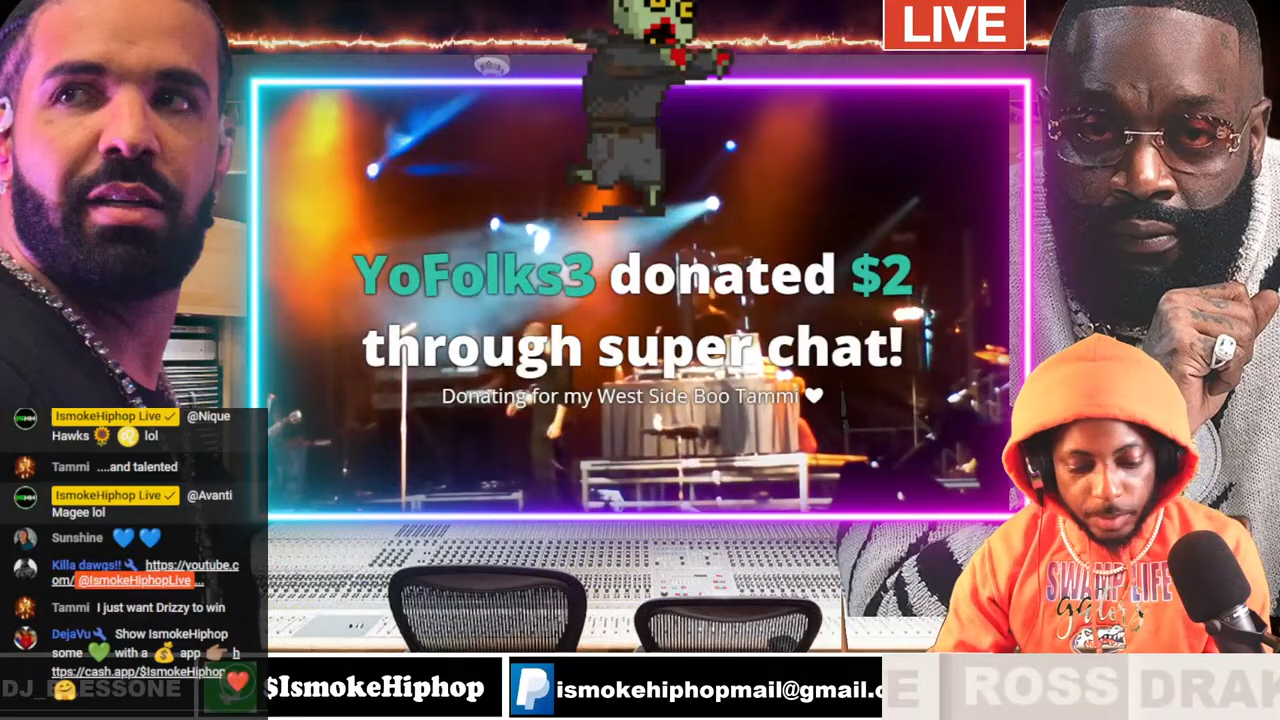 LIVE
YoFolks3 donated $2
through super chat!
Donating for my West Side Boo Tammi
IsmokeHiphop Live @Nique
Hawks lol
Tammi ....and talented
IsmokeHiphop Live @Avanti
Magee lol
Sunshine
Killa dawgs!! https://youtube.c
om/ @IsmokeHiphopLive ...
Tammi I just want Drizzy to win
DejaVu Show IsmokeHiphop
some with a app h
ttps://cash.app/$IsmokeHiphop
SWAMP LIFE
$IsmokeHiphop
ismokehiphopmail@gmail.c
E ROSS DRAK